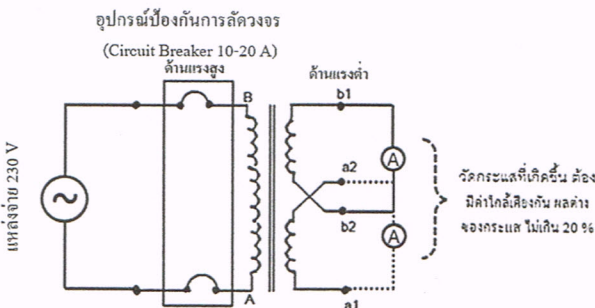 อุปกรณ์ป้องกันการลัดวงจร
(Circuit Breaker 10-20 A)
ด้านแรงสูง
ด้านแรงต่ำ
แหล่งจ่าย 230 V
B
A
b1
a2
b2
a1
A
A
วัดกระแสที่เกิดขึ้น ต้อง
มีค่าใกล้เคียงกัน ผลต่าง
ของกระแส ไม่เกิน 20 %